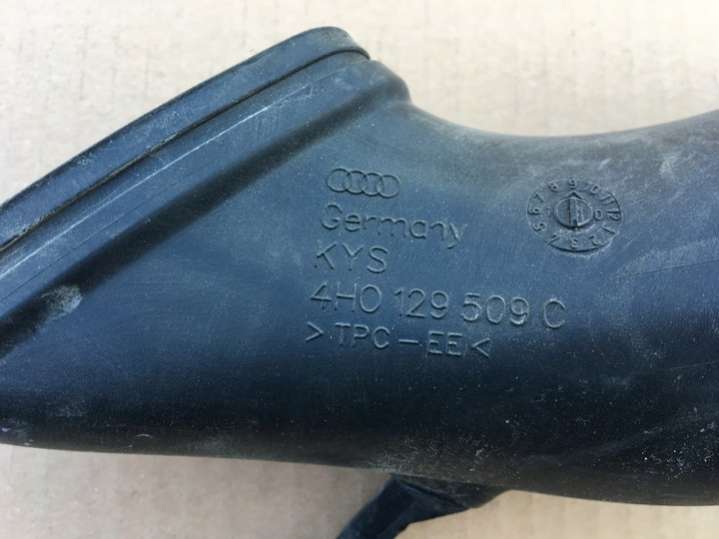 Germany
KYS
4H0 129 509 C
>TPC-EE<